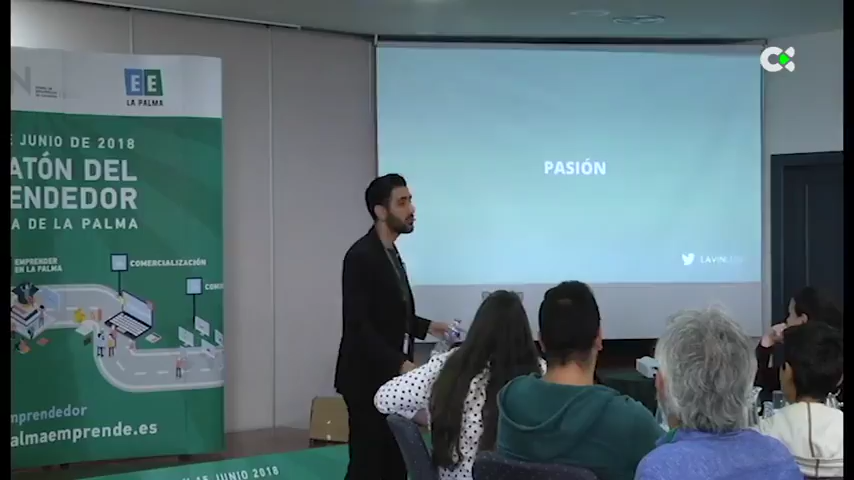 EE
LA PALMA
JUNIO DE 2018
ATÓN DEL
ENDEDOR
A DE LA PALMA
EMPRENDER
EN LA PALMA
COMERCIALIZACIÓN
mprendedor
almaemprende.es
15 JUNIO 2018
PASIÓN